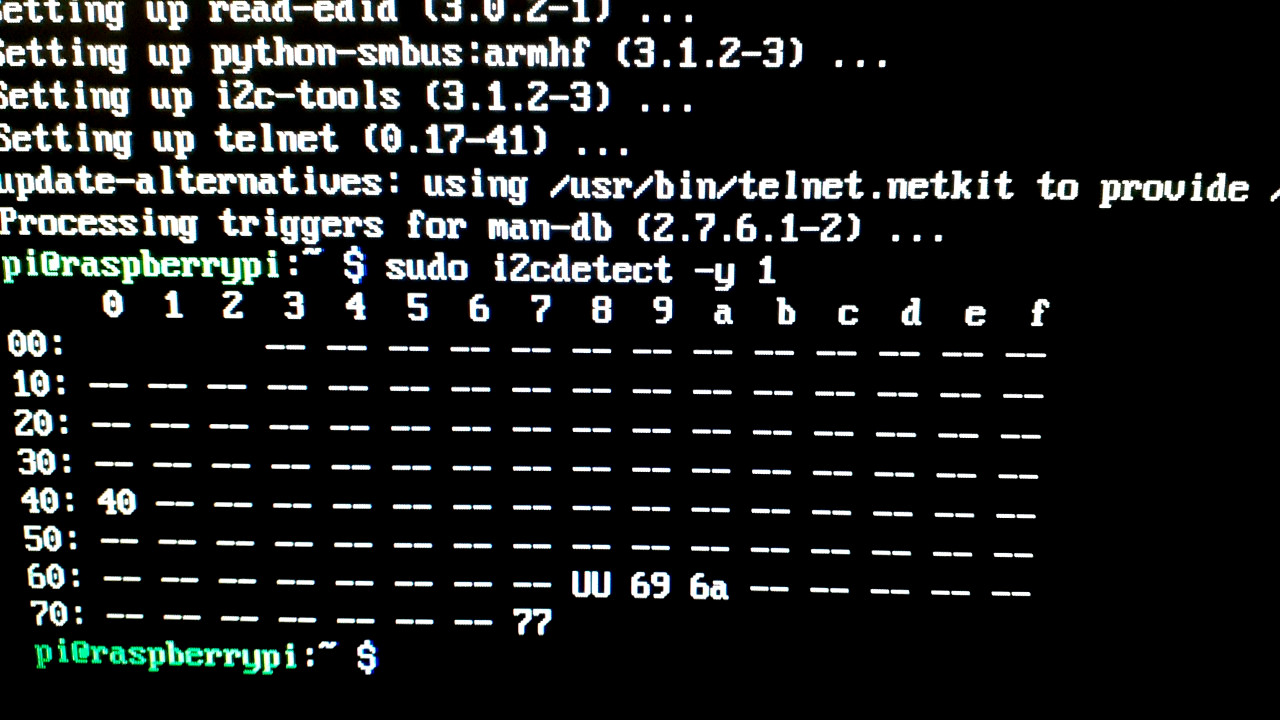 Setting up read-edid (3.0.2-1) ...
Setting up python-smbus:armhf (3.1.2-3) ...
Setting up i2c-tools (3.1.2-3) ...
Setting up telnet (0.17-41) ...
update-alternatives: using /usr/bin/telnet.netkit to provide /
Processing triggers for man-db (2.7.6.1-2) ...
pi@raspberrypi:~ $ sudo i2cdetect -y 1
     0  1  2  3  4  5  6  7  8  9  a  b  c  d  e  f
00:          -- -- -- -- -- -- -- -- -- -- -- -- --
10: -- -- -- -- -- -- -- -- -- -- -- -- -- -- -- --
20: -- -- -- -- -- -- -- -- -- -- -- -- -- -- -- --
30: -- -- -- -- -- -- -- -- -- -- -- -- -- -- -- --
40: 40 -- -- -- -- -- -- -- -- -- -- -- -- -- -- --
50: -- -- -- -- -- -- -- -- -- -- -- -- -- -- -- --
60: -- -- -- -- -- -- -- -- UU 69 6a -- -- -- -- --
70: -- -- -- -- -- -- -- 77
pi@raspberrypi:~ $